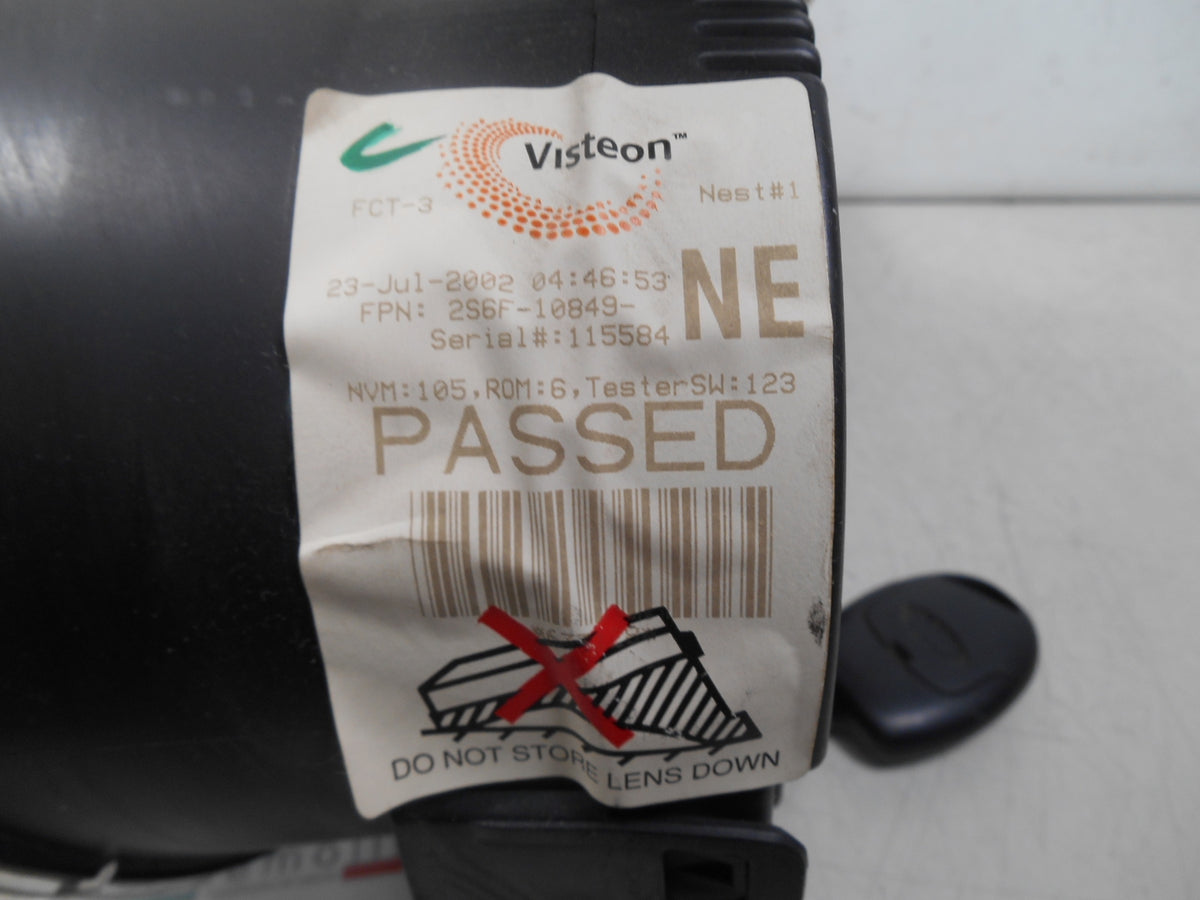 Visteon™
FCT-3
Nest#1
23-Jul-2002 04:46:53
NE
FPN: 2S6F-10849-
Serial#:115584
NVM:105,ROM:6,TesterSW:123
PASSED
DO NOT STORE LENS DOWN